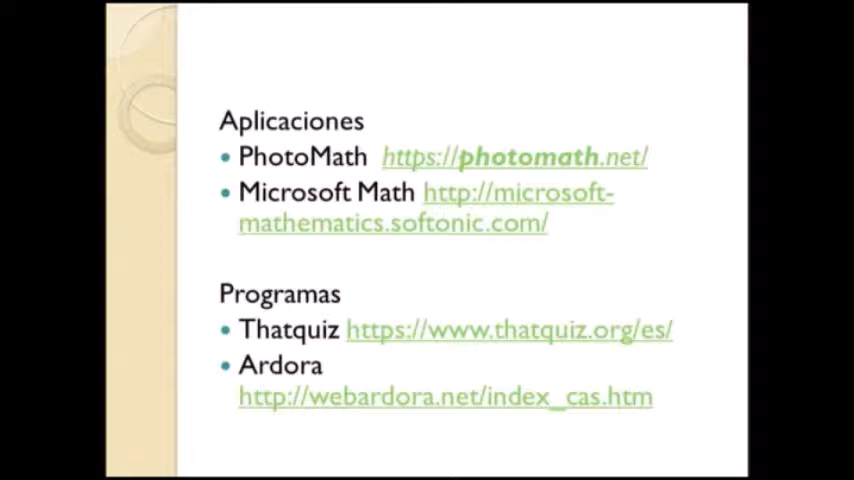 Aplicaciones
PhotoMath https://photomath.net/
Microsoft Math http://microsoft-
mathematics.softonic.com/
Programas
Thatquiz https://www.thatquiz.org/es/
Ardora
http://webardora.net/index_cas.htm